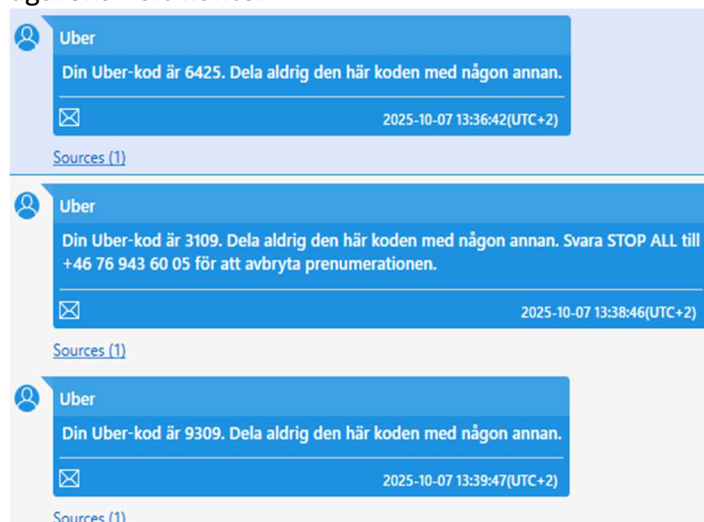 Uber
Din Uber-kod är 6425. Dela aldrig den här koden med någon annan.
2025-10-07 13:36:42(UTC+2)
Sources (1)
Uber
Din Uber-kod är 3109. Dela aldrig den här koden med någon annan. Svara STOP ALL till
+46 76 943 60 05 för att avbryta prenumerationen.
2025-10-07 13:38:46(UTC+2)
Sources (1)
Uber
Din Uber-kod är 9309. Dela aldrig den här koden med någon annan.
2025-10-07 13:39:47(UTC+2)
Sources (1)